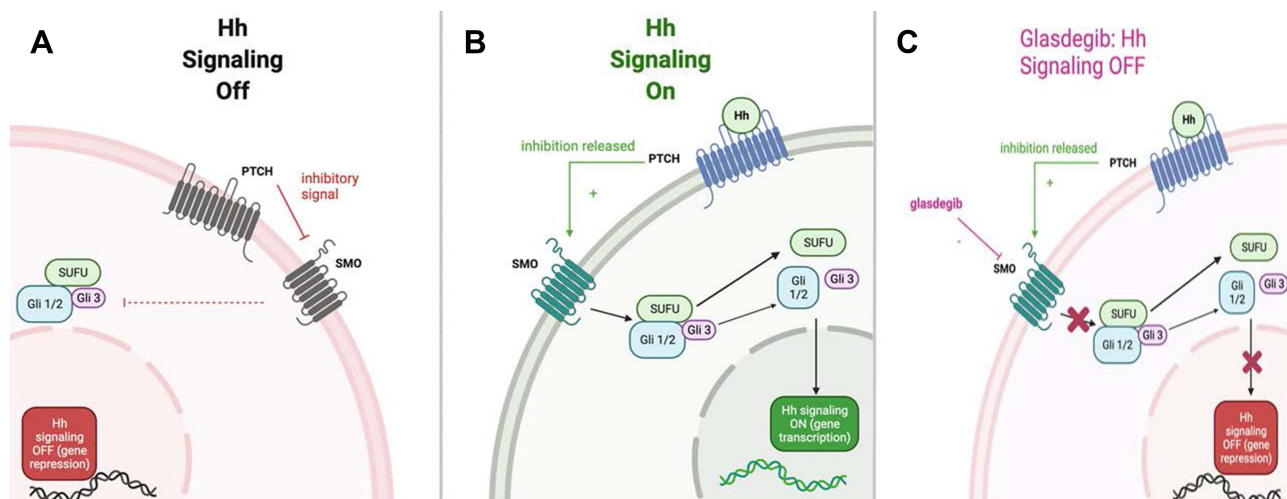 A
Hh
Signaling
Off
PTCH
inhibitory
signal
SMO
SUFU
Gli 1/2
Gli 3
Hh
signaling
OFF (gene
repression)
B
Hh
Signaling
On
Hh
inhibition released
PTCH
+
SMO
SUFU
Gli 1/2
Gli 3
SUFU
Gli
1/2
Gli 3
Hh signaling
ON (gene
transcription)
C
Glasdegib: Hh
Signaling OFF
Hh
inhibition released
PTCH
+
glasdegib
-
SMO
SUFU
Gli 1/2
Gli 3
SUFU
Gli
1/2
Gli 3
Hh
signaling
OFF (gene
repression)